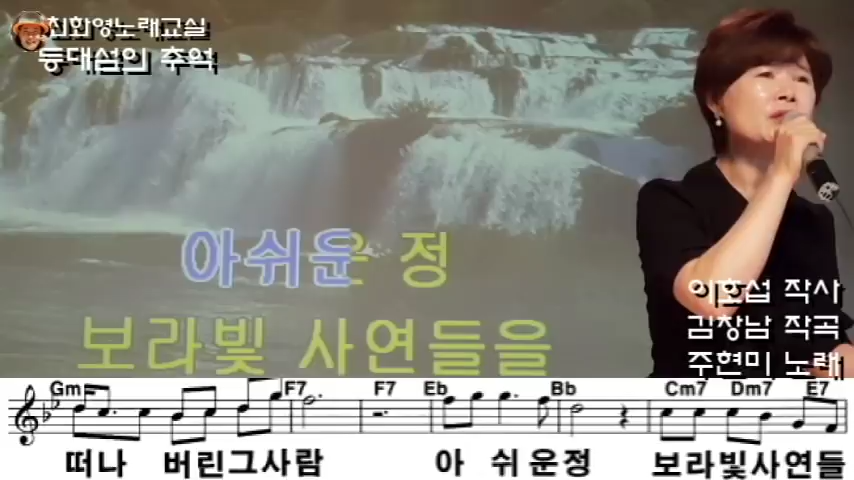 최화영노래교실
등대섬의 추억
아쉬운 정
보라빛 사연들을
이호섭 작사
김창남 작곡
주현미 노래
Gm F7 F7 Eb Bb Cm7 Dm7 E7
떠나 버린그사람 아 쉬운정 보라빛사연들